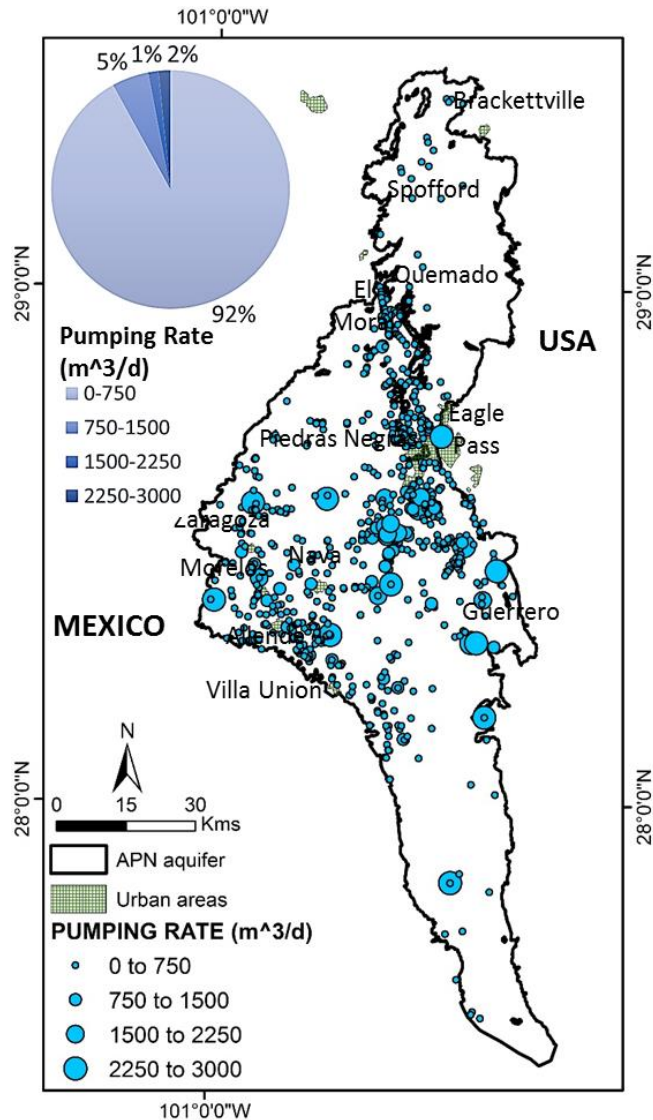 101°0'0"W
1% 2%
5%
Brackettville
Spofford
29°0'0"N
29°0'0"N
Quemado
El
92%
Moral
Pumping Rate
(m^3/d)
USA
0-750
750-1500
1500-2250
2250-3000
Eagle
Pass
Piedras Negras
Zaragoza
Nava
Morelos
Guerrero
MEXICO
Allende
Villa Union
N
28°0'0"N
28°0'0"N
0 15 30
Kms
APN aquifer
Urban areas
PUMPING RATE (m^3/d)
0 to 750
750 to 1500
1500 to 2250
2250 to 3000
101°0'0"W